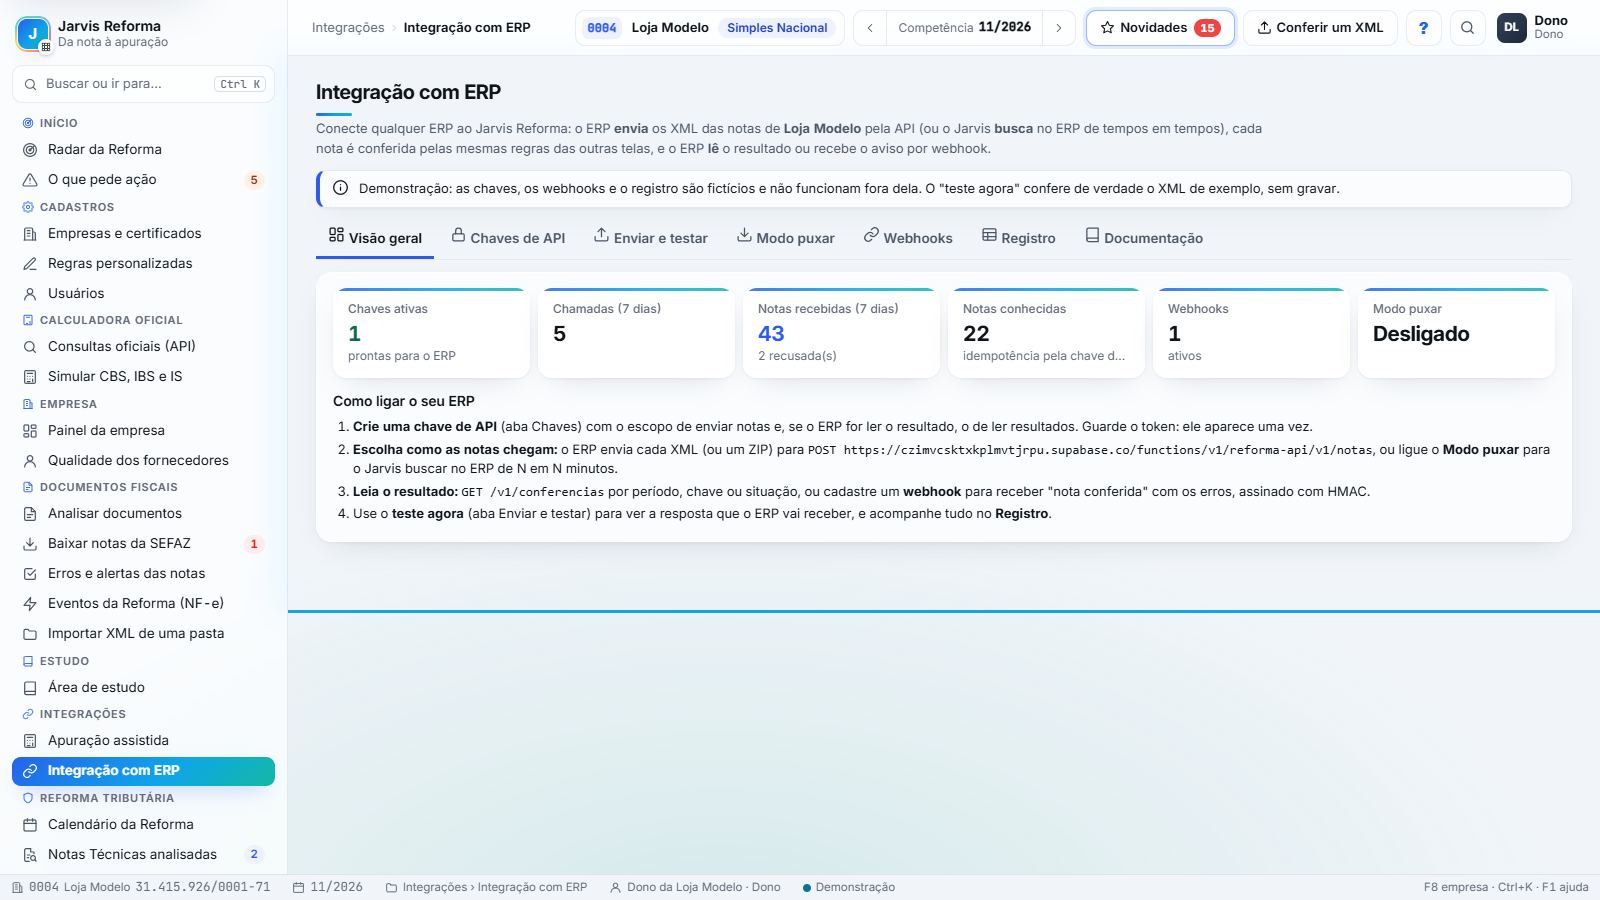 J
Jarvis Reforma
Da nota à apuração
Buscar ou ir para...
Ctrl K
INÍCIO
Radar da Reforma
O que pede ação
5
CADASTROS
Empresas e certificados
Regras personalizadas
Usuários
CALCULADORA OFICIAL
Consultas oficiais (API)
Simular CBS, IBS e IS
EMPRESA
Painel da empresa
Qualidade dos fornecedores
DOCUMENTOS FISCAIS
Analisar documentos
Baixar notas da SEFAZ
1
Erros e alertas das notas
Eventos da Reforma (NF-e)
Importar XML de uma pasta
ESTUDO
Área de estudo
INTEGRAÇÕES
Apuração assistida
Integração com ERP
REFORMA TRIBUTÁRIA
Calendário da Reforma
Notas Técnicas analisadas
2
Integrações › Integração com ERP
0004 Loja Modelo Simples Nacional
‹ Competência 11/2026 ›
Novidades 15
Conferir um XML
?
DL
Dono
Dono
Integração com ERP
Conecte qualquer ERP ao Jarvis Reforma: o ERP envia os XML das notas de Loja Modelo pela API (ou o Jarvis busca no ERP de tempos em tempos), cada
nota é conferida pelas mesmas regras das outras telas, e o ERP lê o resultado ou recebe o aviso por webhook.
Demonstração: as chaves, os webhooks e o registro são fictícios e não funcionam fora dela. O "teste agora" confere de verdade o XML de exemplo, sem gravar.
Visão geral
Chaves de API
Enviar e testar
Modo puxar
Webhooks
Registro
Documentação
Chaves ativas
1
prontas para o ERP
Chamadas (7 dias)
5
Notas recebidas (7 dias)
43
2 recusada(s)
Notas conhecidas
22
idempotência pela chave d...
Webhooks
1
ativos
Modo puxar
Desligado
Como ligar o seu ERP
1. Crie uma chave de API (aba Chaves) com o escopo de enviar notas e, se o ERP for ler o resultado, o de ler resultados. Guarde o token: ele aparece uma vez.
2. Escolha como as notas chegam: o ERP envia cada XML (ou um ZIP) para POST https://czimvcsktxkplmvtjrpu.supabase.co/functions/v1/reforma-api/v1/notas, ou ligue o Modo puxar para
o Jarvis buscar no ERP de N em N minutos.
3. Leia o resultado: GET /v1/conferencias por período, chave ou situação, ou cadastre um webhook para receber "nota conferida" com os erros, assinado com HMAC.
4. Use o teste agora (aba Enviar e testar) para ver a resposta que o ERP vai receber, e acompanhe tudo no Registro.
0004 Loja Modelo 31.415.926/0001-71
11/2026
Integrações › Integração com ERP
Dono da Loja Modelo · Dono
Demonstração
F8 empresa · Ctrl+K · F1 ajuda